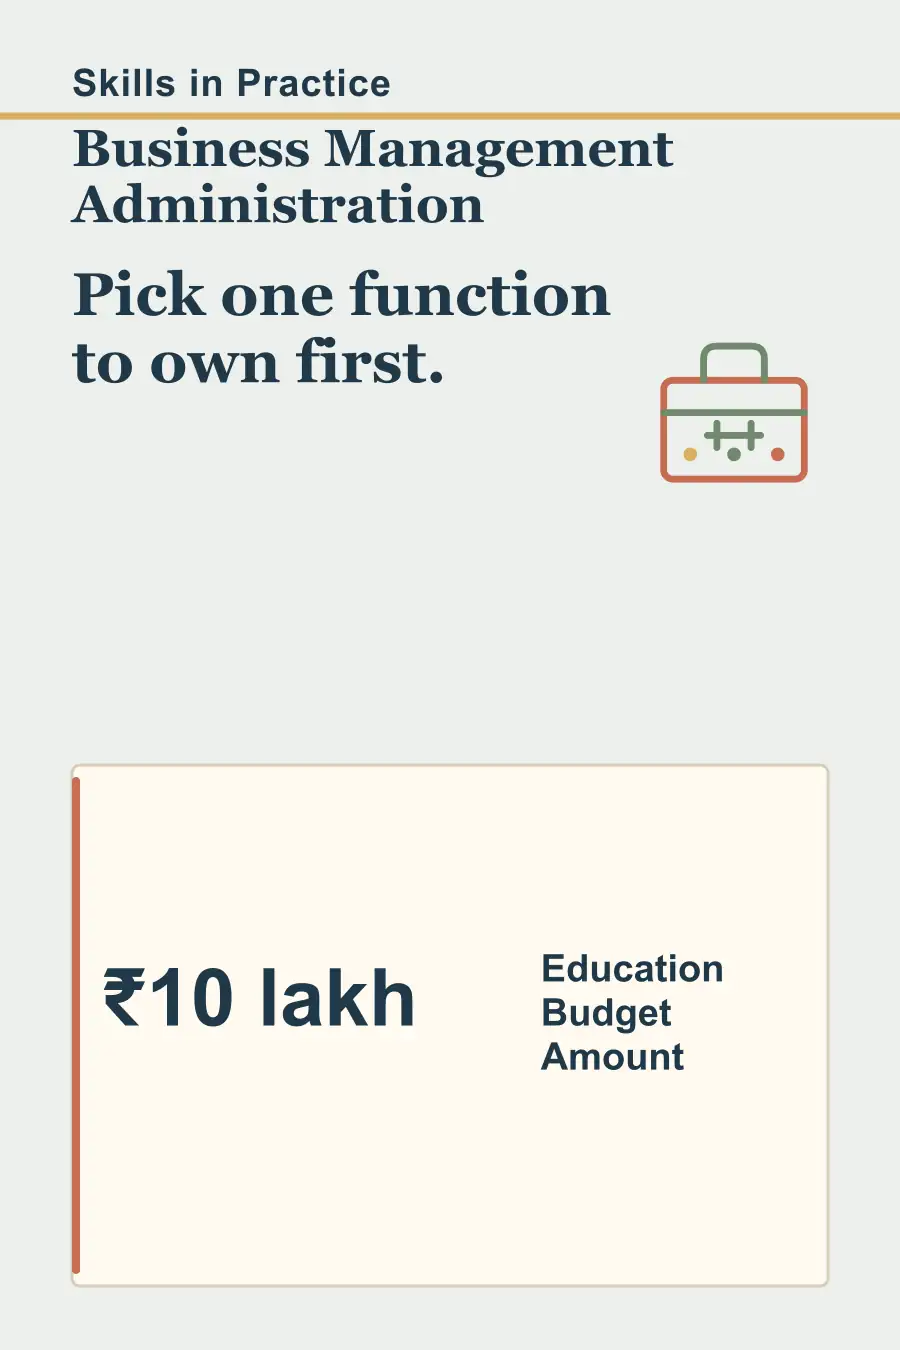 Skills in Practice
Business Management
Administration
Pick one function
to own first.
₹10 lakh
Education
Budget
Amount